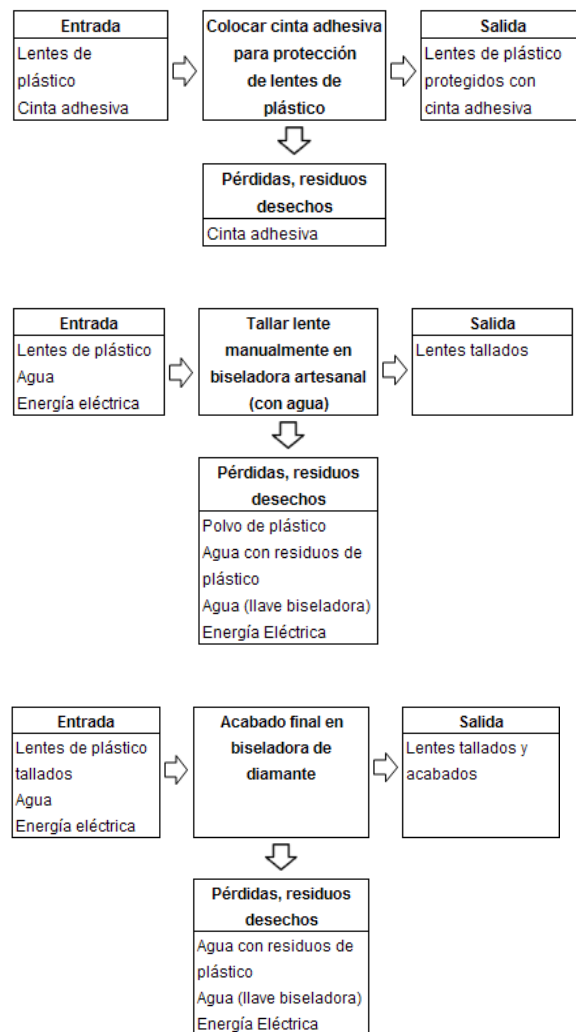 Entrada
Lentes de
plástico
Cinta adhesiva
Colocar cinta adhesiva
para protección
de lentes de
plástico
Salida
Lentes de plástico
protegidos con
cinta adhesiva
Pérdidas, residuos
desechos
Cinta adhesiva
Entrada
Lentes de plástico
Agua
Energía eléctrica
Tallar lente
manualmente en
biseladora artesanal
(con agua)
Salida
Lentes tallados
Pérdidas, residuos
desechos
Polvo de plástico
Agua con residuos de
plástico
Agua (llave biseladora)
Energía Eléctrica
Entrada
Lentes de plástico
tallados
Agua
Energía eléctrica
Acabado final en
biseladora de
diamante
Salida
Lentes tallados y
acabados
Pérdidas, residuos
desechos
Agua con residuos de
plástico
Agua (llave biseladora)
Energía Eléctrica